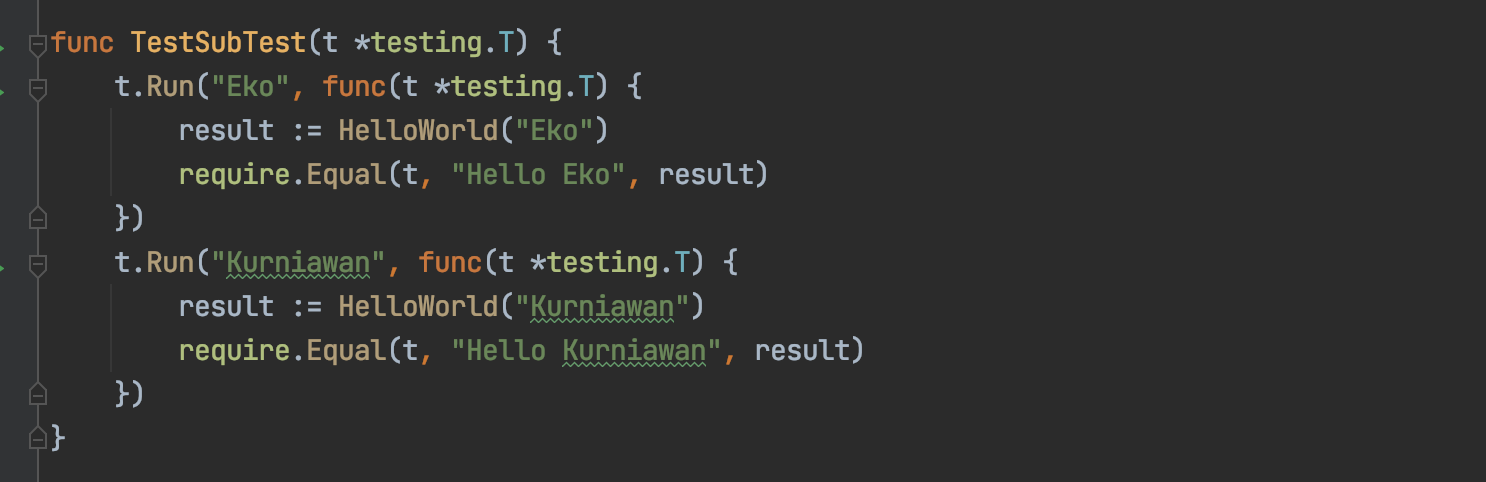 func TestSubTest(t *testing.T) {
    t.Run("Eko", func(t *testing.T) {
        result := HelloWorld("Eko")
        require.Equal(t, "Hello Eko", result)
    })
    t.Run("Kurniawan", func(t *testing.T) {
        result := HelloWorld("Kurniawan")
        require.Equal(t, "Hello Kurniawan", result)
    })
}